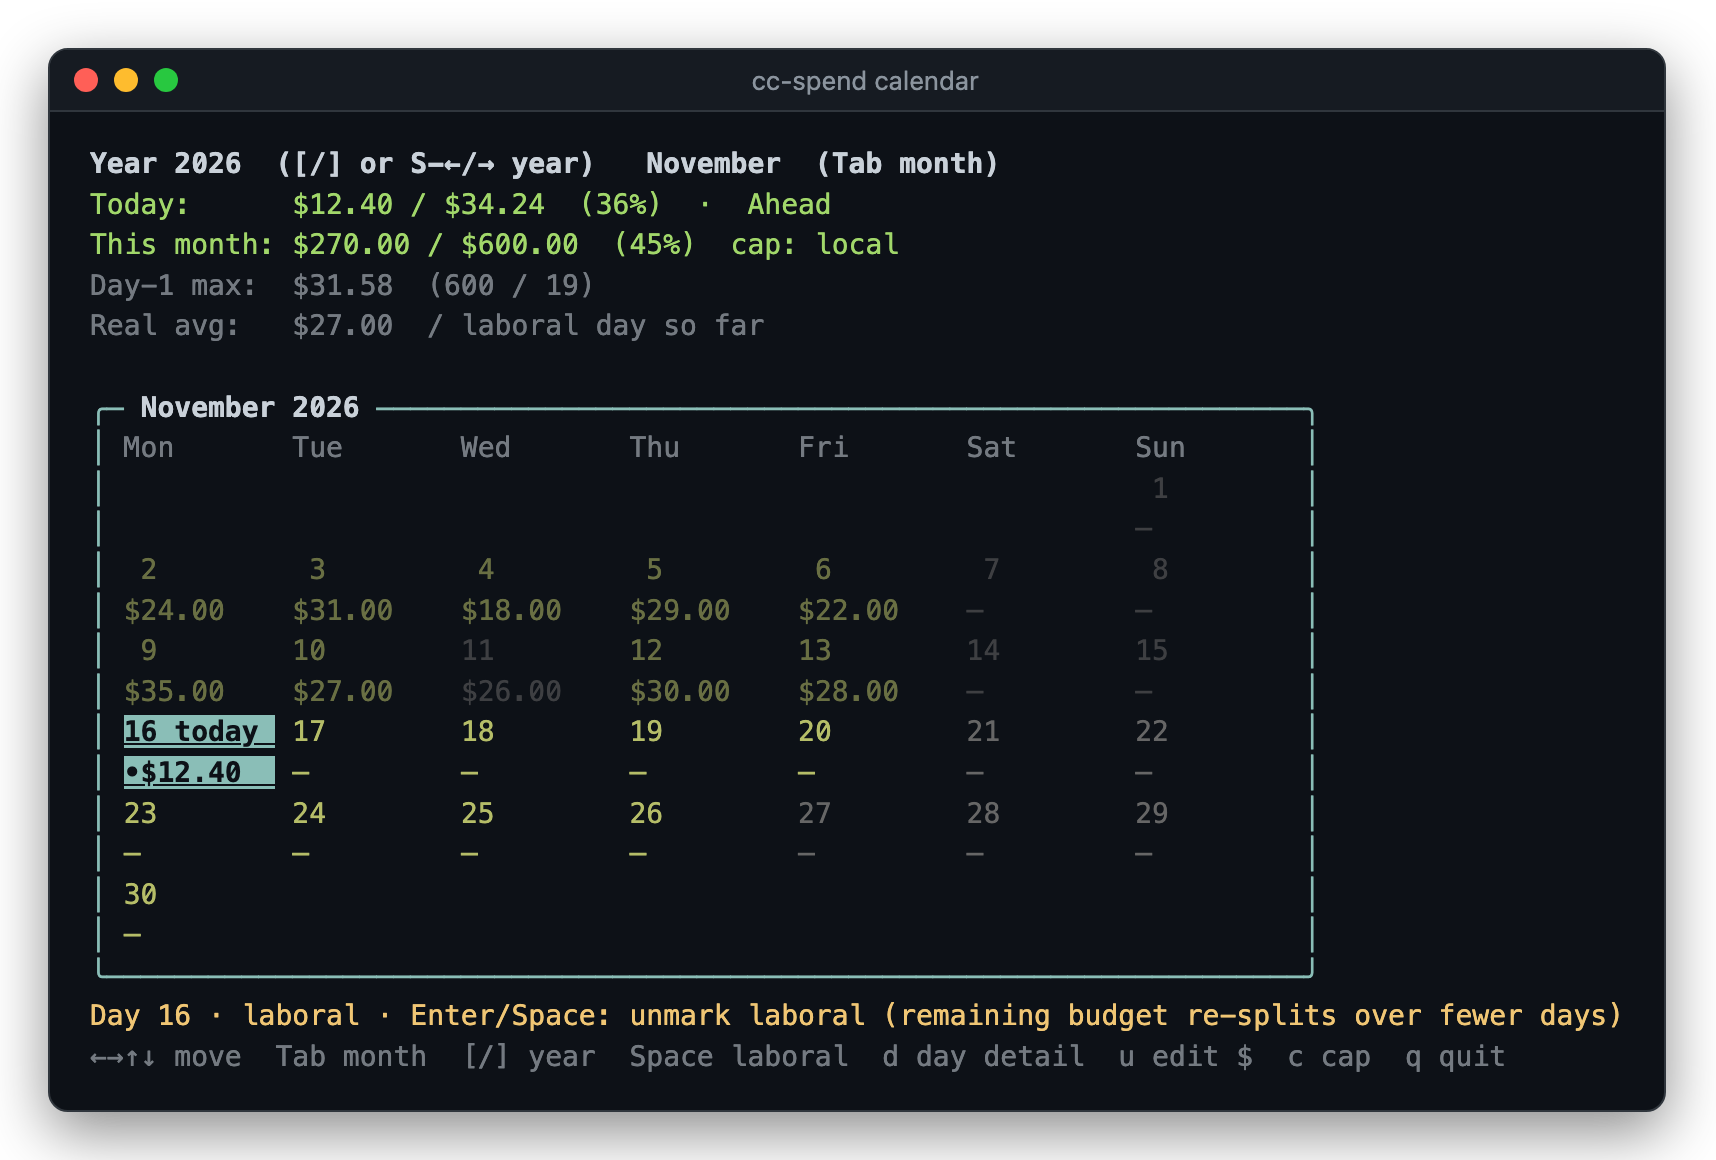 cc-spend calendar
Year 2026  ([/] or S-←/→ year)   November  (Tab month)
Today:      $12.40 / $34.24  (36%)  ·  Ahead
This month: $270.00 / $600.00  (45%)  cap: local
Day-1 max:  $31.58  (600 / 19)
Real avg:   $27.00  / laboral day so far
November 2026
Mon       Tue       Wed       Thu       Fri       Sat       Sun
1
–
2         3         4         5         6         7         8
$24.00    $31.00    $18.00    $29.00    $22.00    –         –
9         10        11        12        13        14        15
$35.00    $27.00    $26.00    $30.00    $28.00    –         –
16 today  17        18        19        20        21        22
•$12.40   –         –         –         –         –         –
23        24        25        26        27        28        29
–         –         –         –         –         –         –
30
–
Day 16 · laboral · Enter/Space: unmark laboral (remaining budget re-splits over fewer days)
←→↑↓ move  Tab month  [/] year  Space laboral  d day detail  u edit $  c cap  q quit